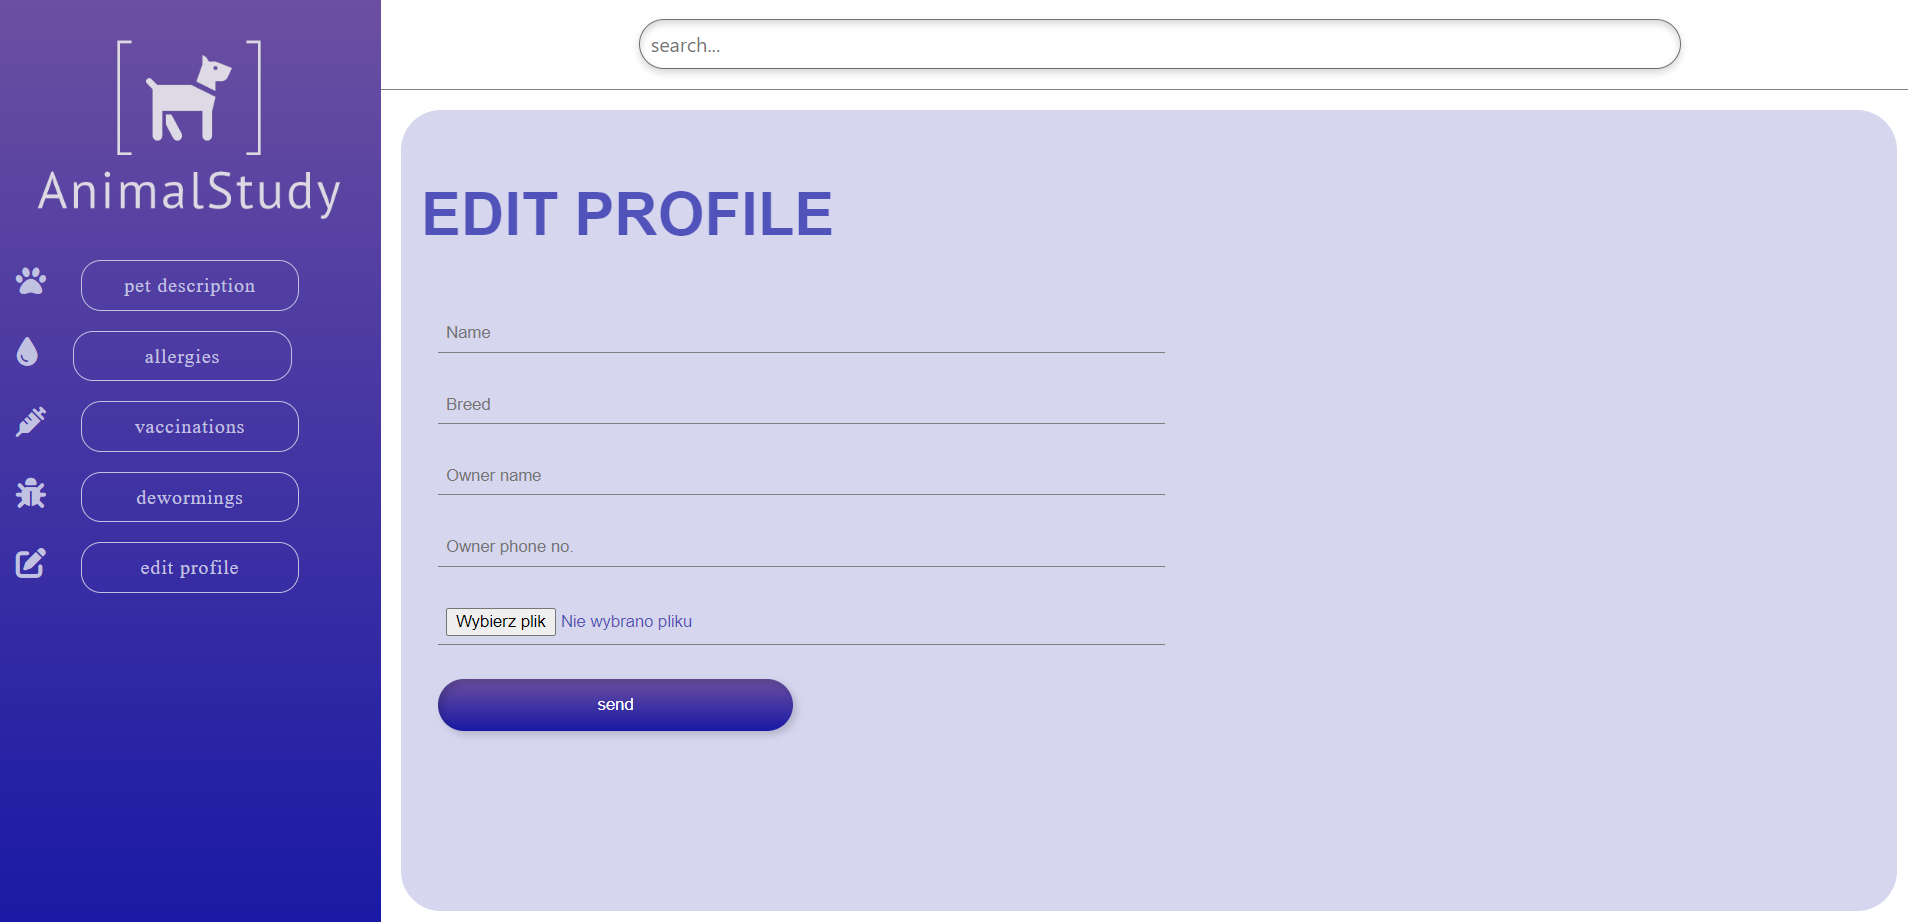 AnimalStudy
pet description
allergies
vaccinations
dewormings
edit profile
search...
EDIT PROFILE
Name
Breed
Owner name
Owner phone no.
Wybierz plik Nie wybrano pliku
send